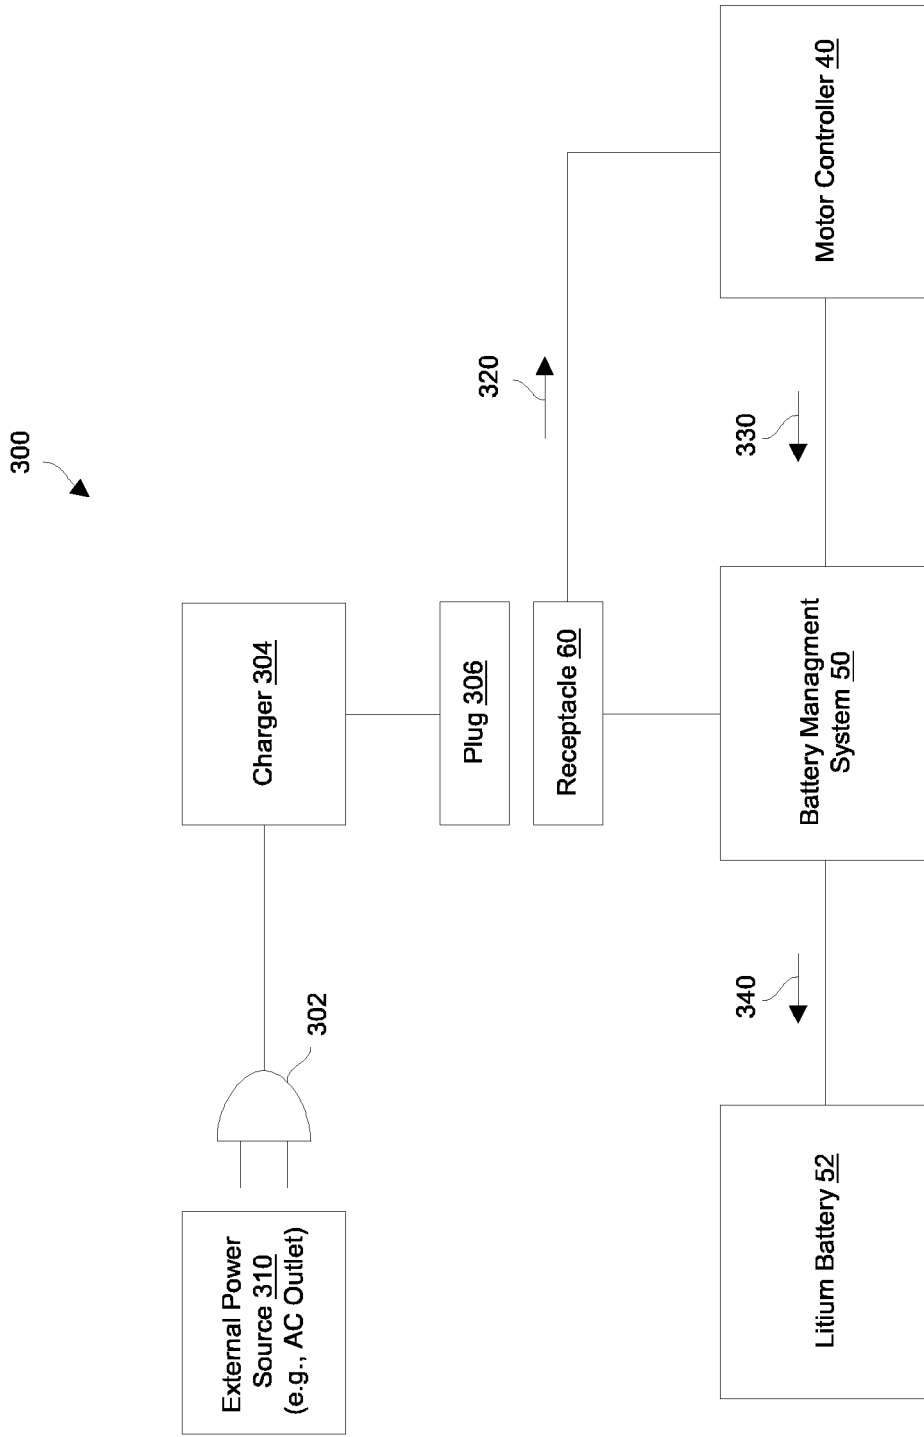 300
External Power
Source 310
(e.g., AC Outlet)
302
Charger 304
Plug 306
Receptacle 60
320
340
330
Litium Battery 52
Battery Managment
System 50
Motor Controller 40